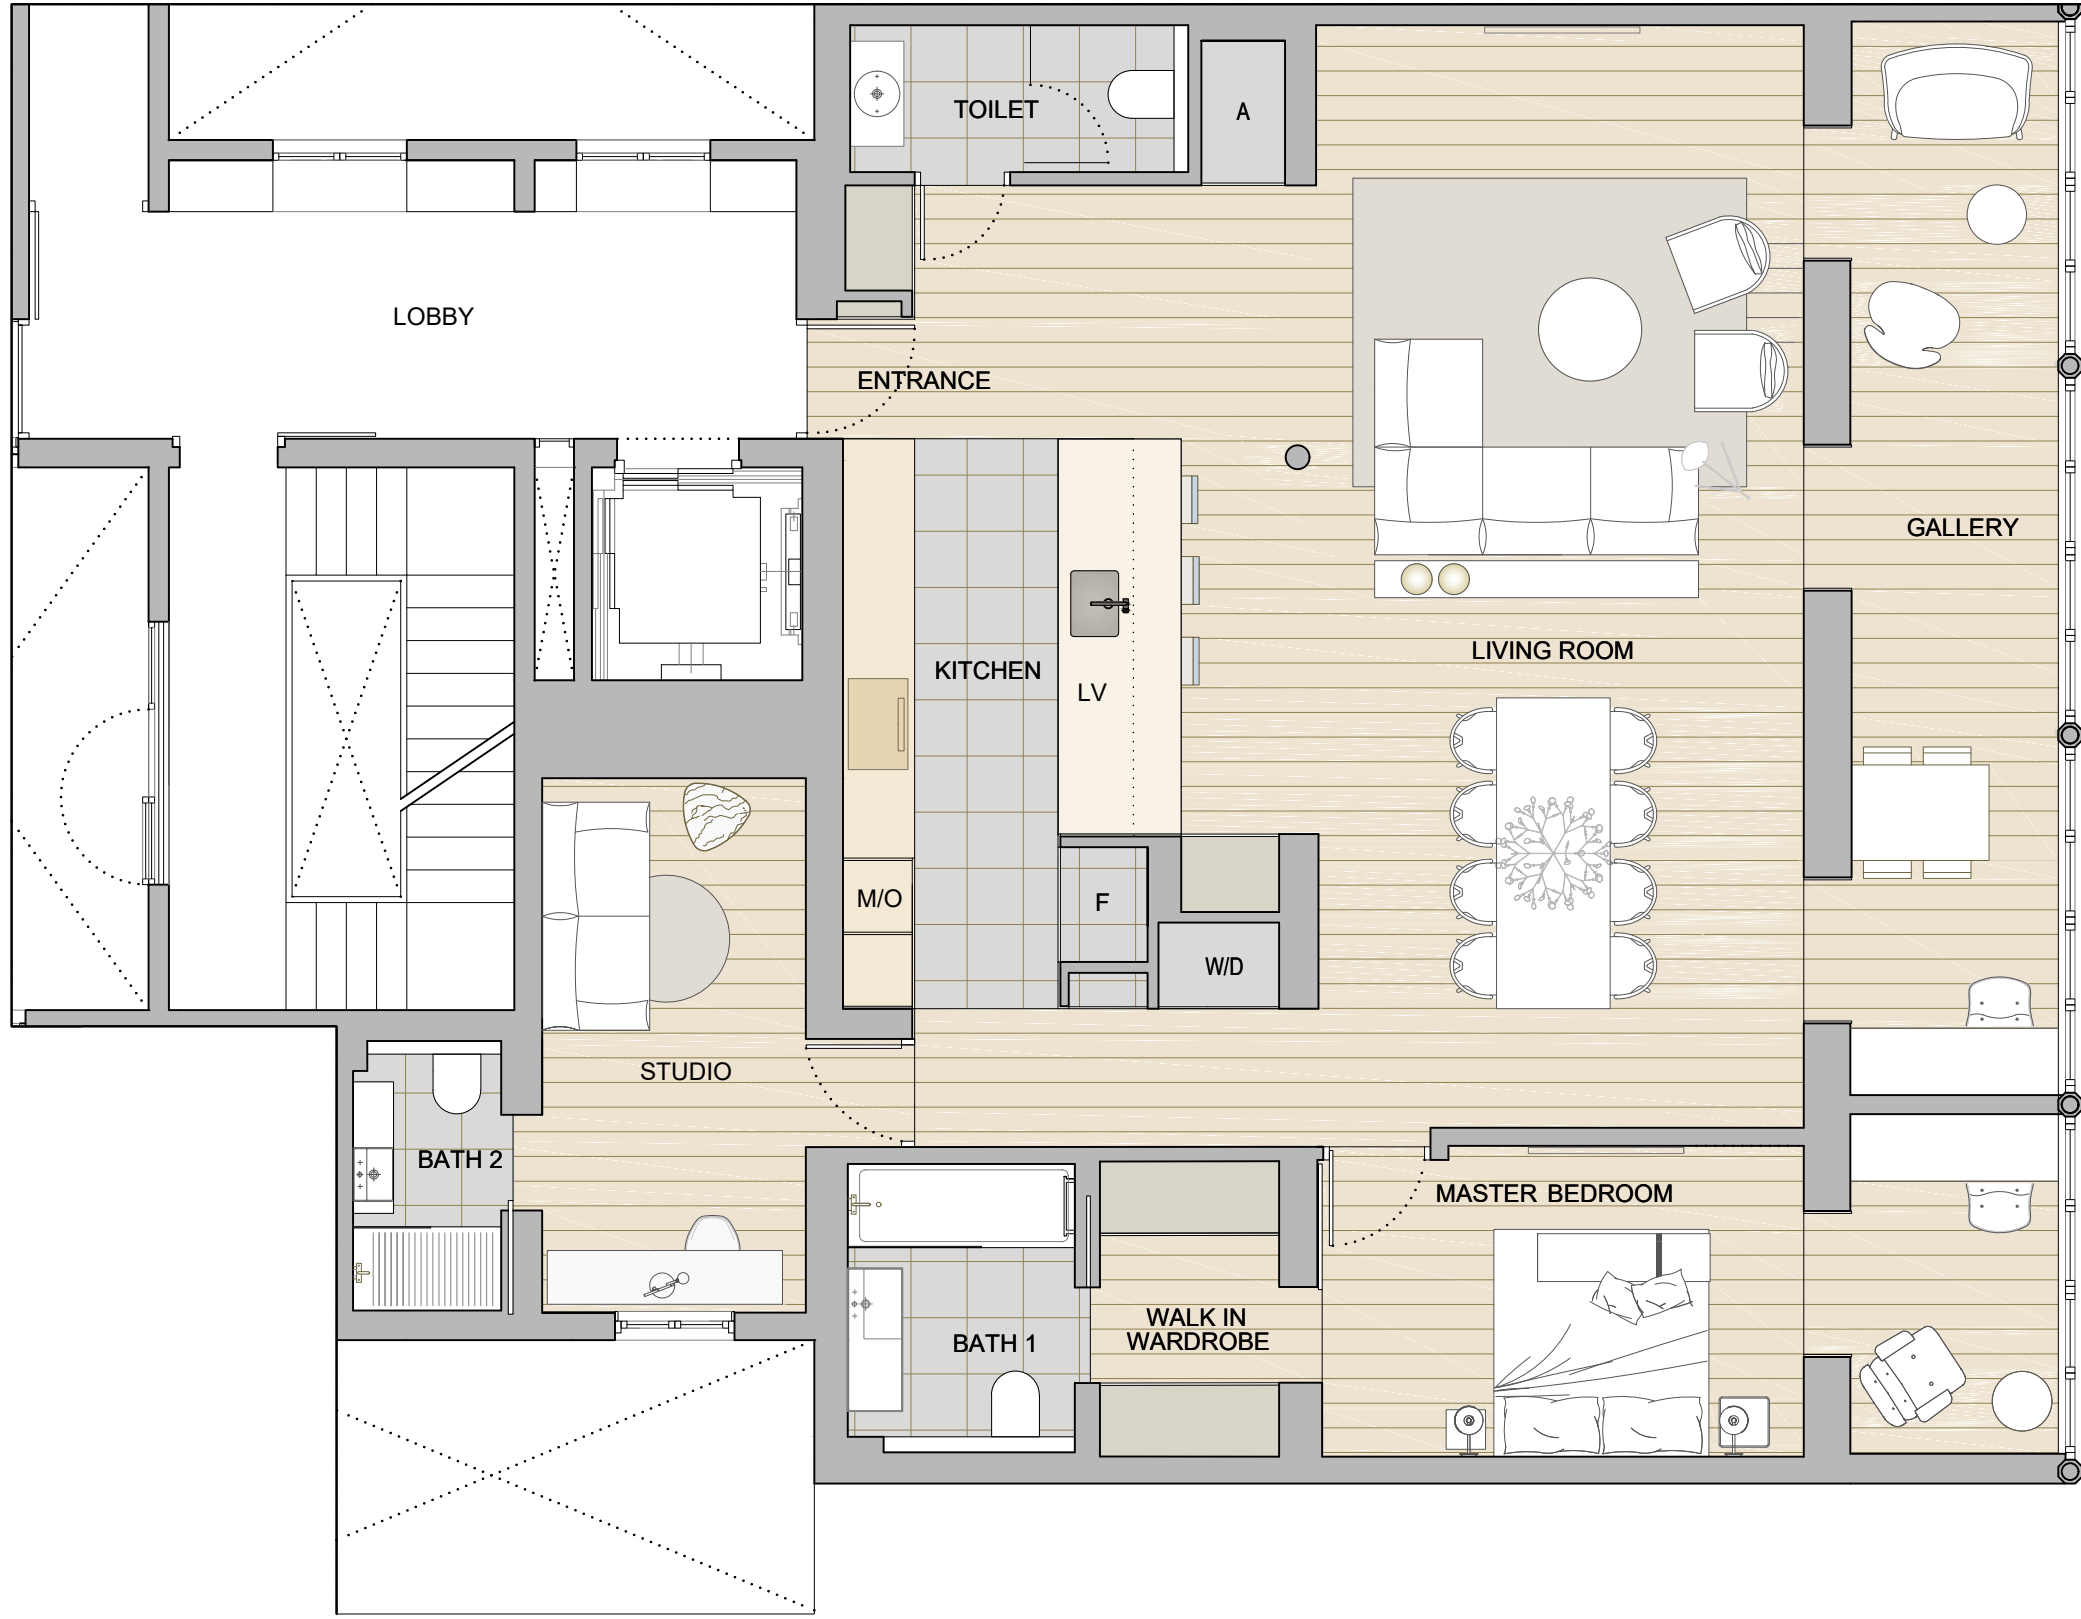 TOILET
A
LOBBY
ENTRANCE
GALLERY
LIVING ROOM
KITCHEN
LV
M/O
F
W/D
STUDIO
BATH 2
MASTER BEDROOM
WALK IN
WARDROBE
BATH 1